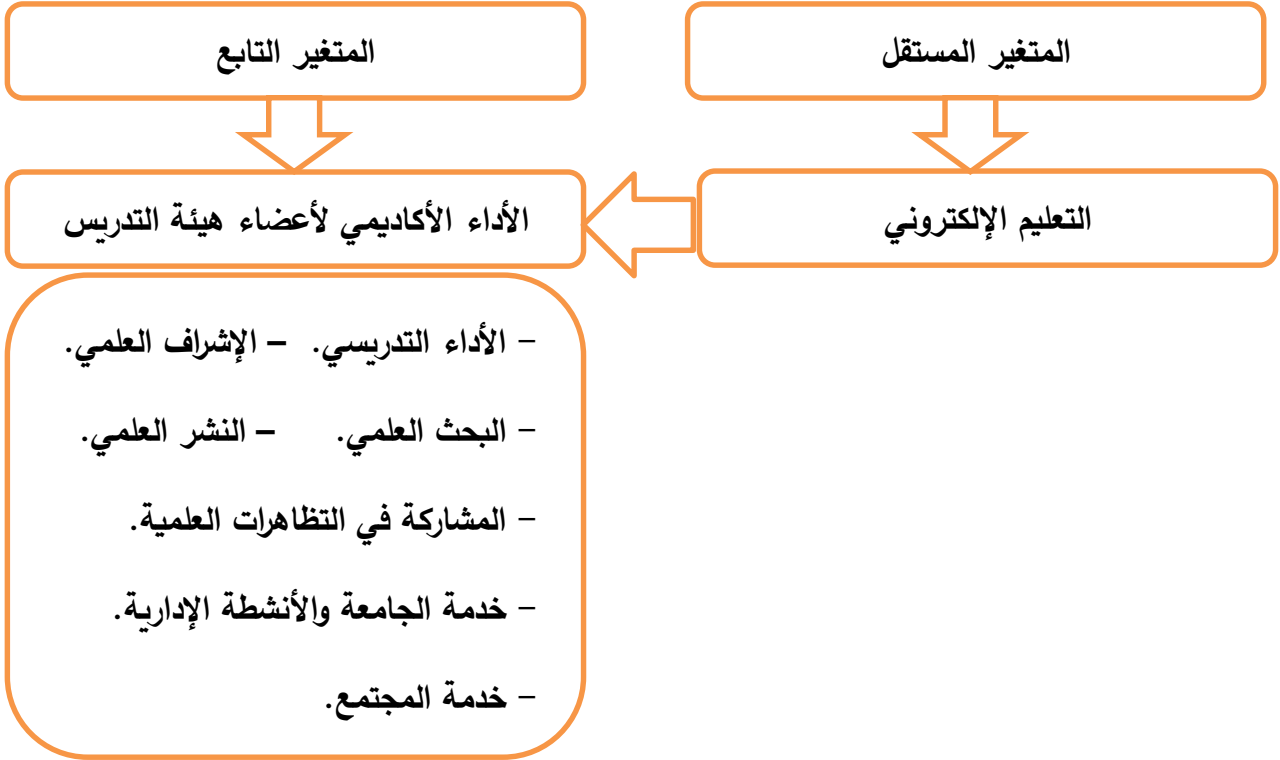 المتغير المستقل
المتغير التابع
التعليم الإلكتروني
الأداء الأكاديمي لأعضاء هيئة التدريس
– الأداء التدريسي. – الإشراف العلمي.
– البحث العلمي. – النشر العلمي.
– المشاركة في التظاهرات العلمية.
– خدمة الجامعة والأنشطة الإدارية.
– خدمة المجتمع.